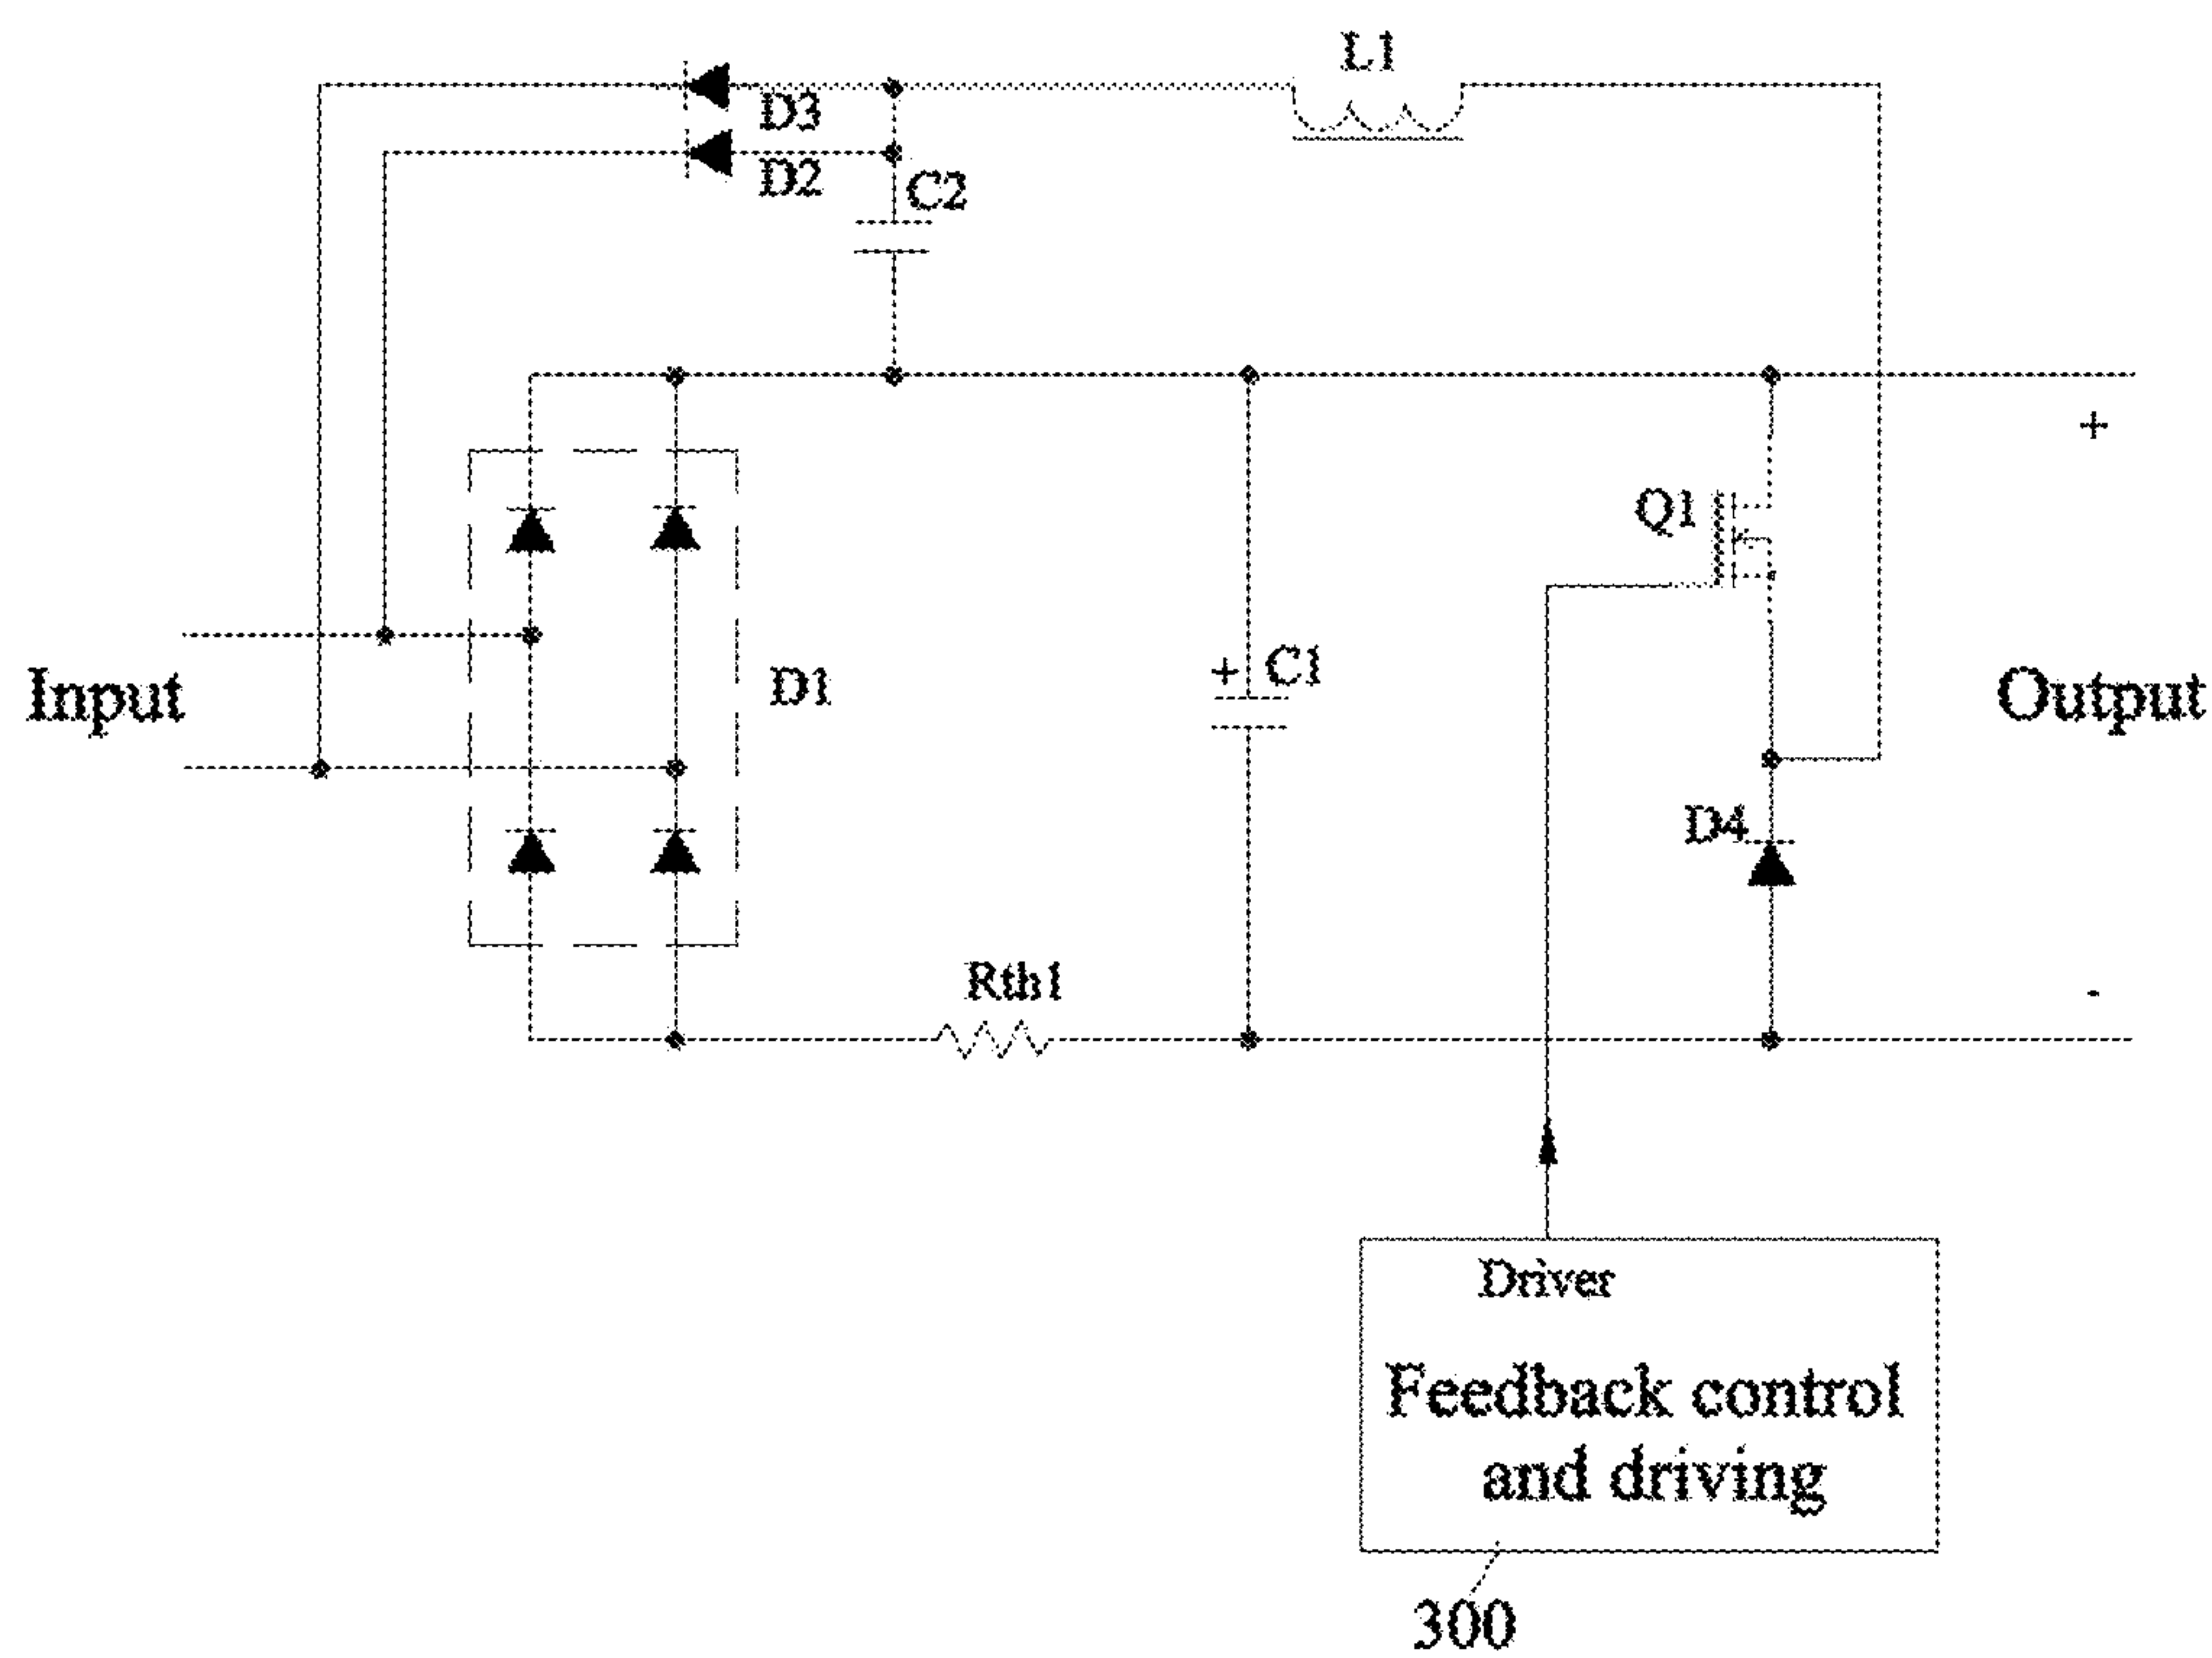 L1
D3
D2
C2
+
Q1
+ C1
D1
Input
Output
D4
Rth1
-
Driver
Feedback control
and driving
300